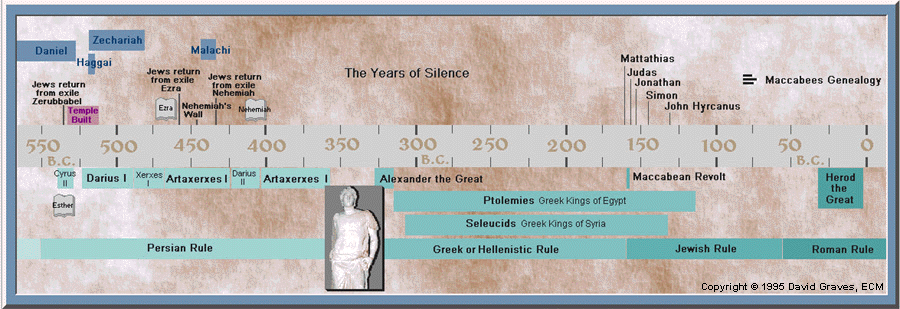 Daniel
Zechariah
Haggai
Malachi
Jews return
from exile
Zerubbabel
Temple
Built
Jews return
from exile
Ezra
Ezra
Nehemiah's
Wall
Jews return
from exile
Nehemiah
Nehemiah
The Years of Silence
Mattathias
Judas
Jonathan
Simon
John Hyrcanus
Maccabees Genealogy
550 500 450 400 350 300 250 200 150 100 50 0
B.C. B.C. B.C.
Cyrus
II
Darius I
Xerxes
I
Artaxerxes I
Darius
II
Artaxerxes I
Alexander the Great
Maccabean Revolt
Herod
the
Great
Esther
Ptolemies Greek Kings of Egypt
Seleucids Greek Kings of Syria
Persian Rule
Greek or Hellenistic Rule
Jewish Rule
Roman Rule
Copyright © 1995 David Graves, ECM